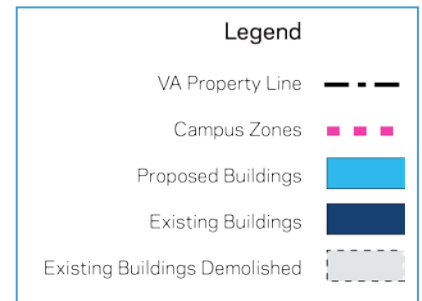 Legend
VA Property Line
Campus Zones
Proposed Buildings
Existing Buildings
Existing Buildings Demolished